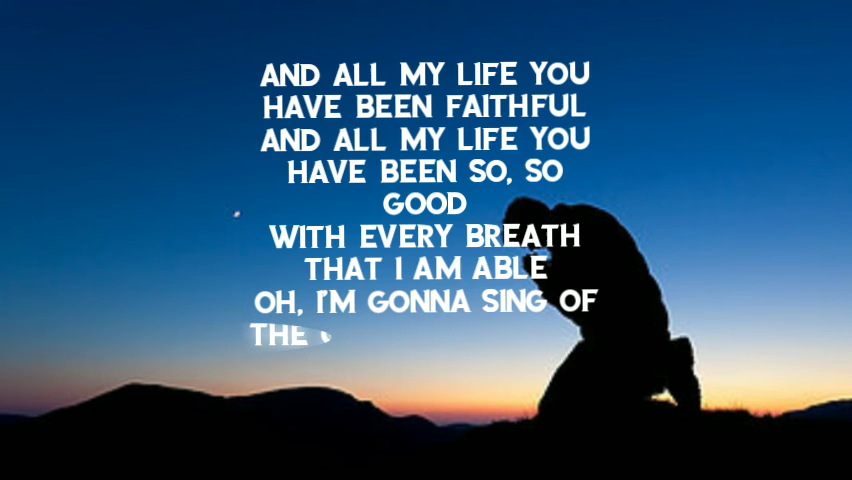 AND ALL MY LIFE YOU
HAVE BEEN FAITHFUL
AND ALL MY LIFE YOU
HAVE BEEN SO, SO
GOOD
WITH EVERY BREATH
THAT I AM ABLE
OH, I'M GONNA SING OF
THE